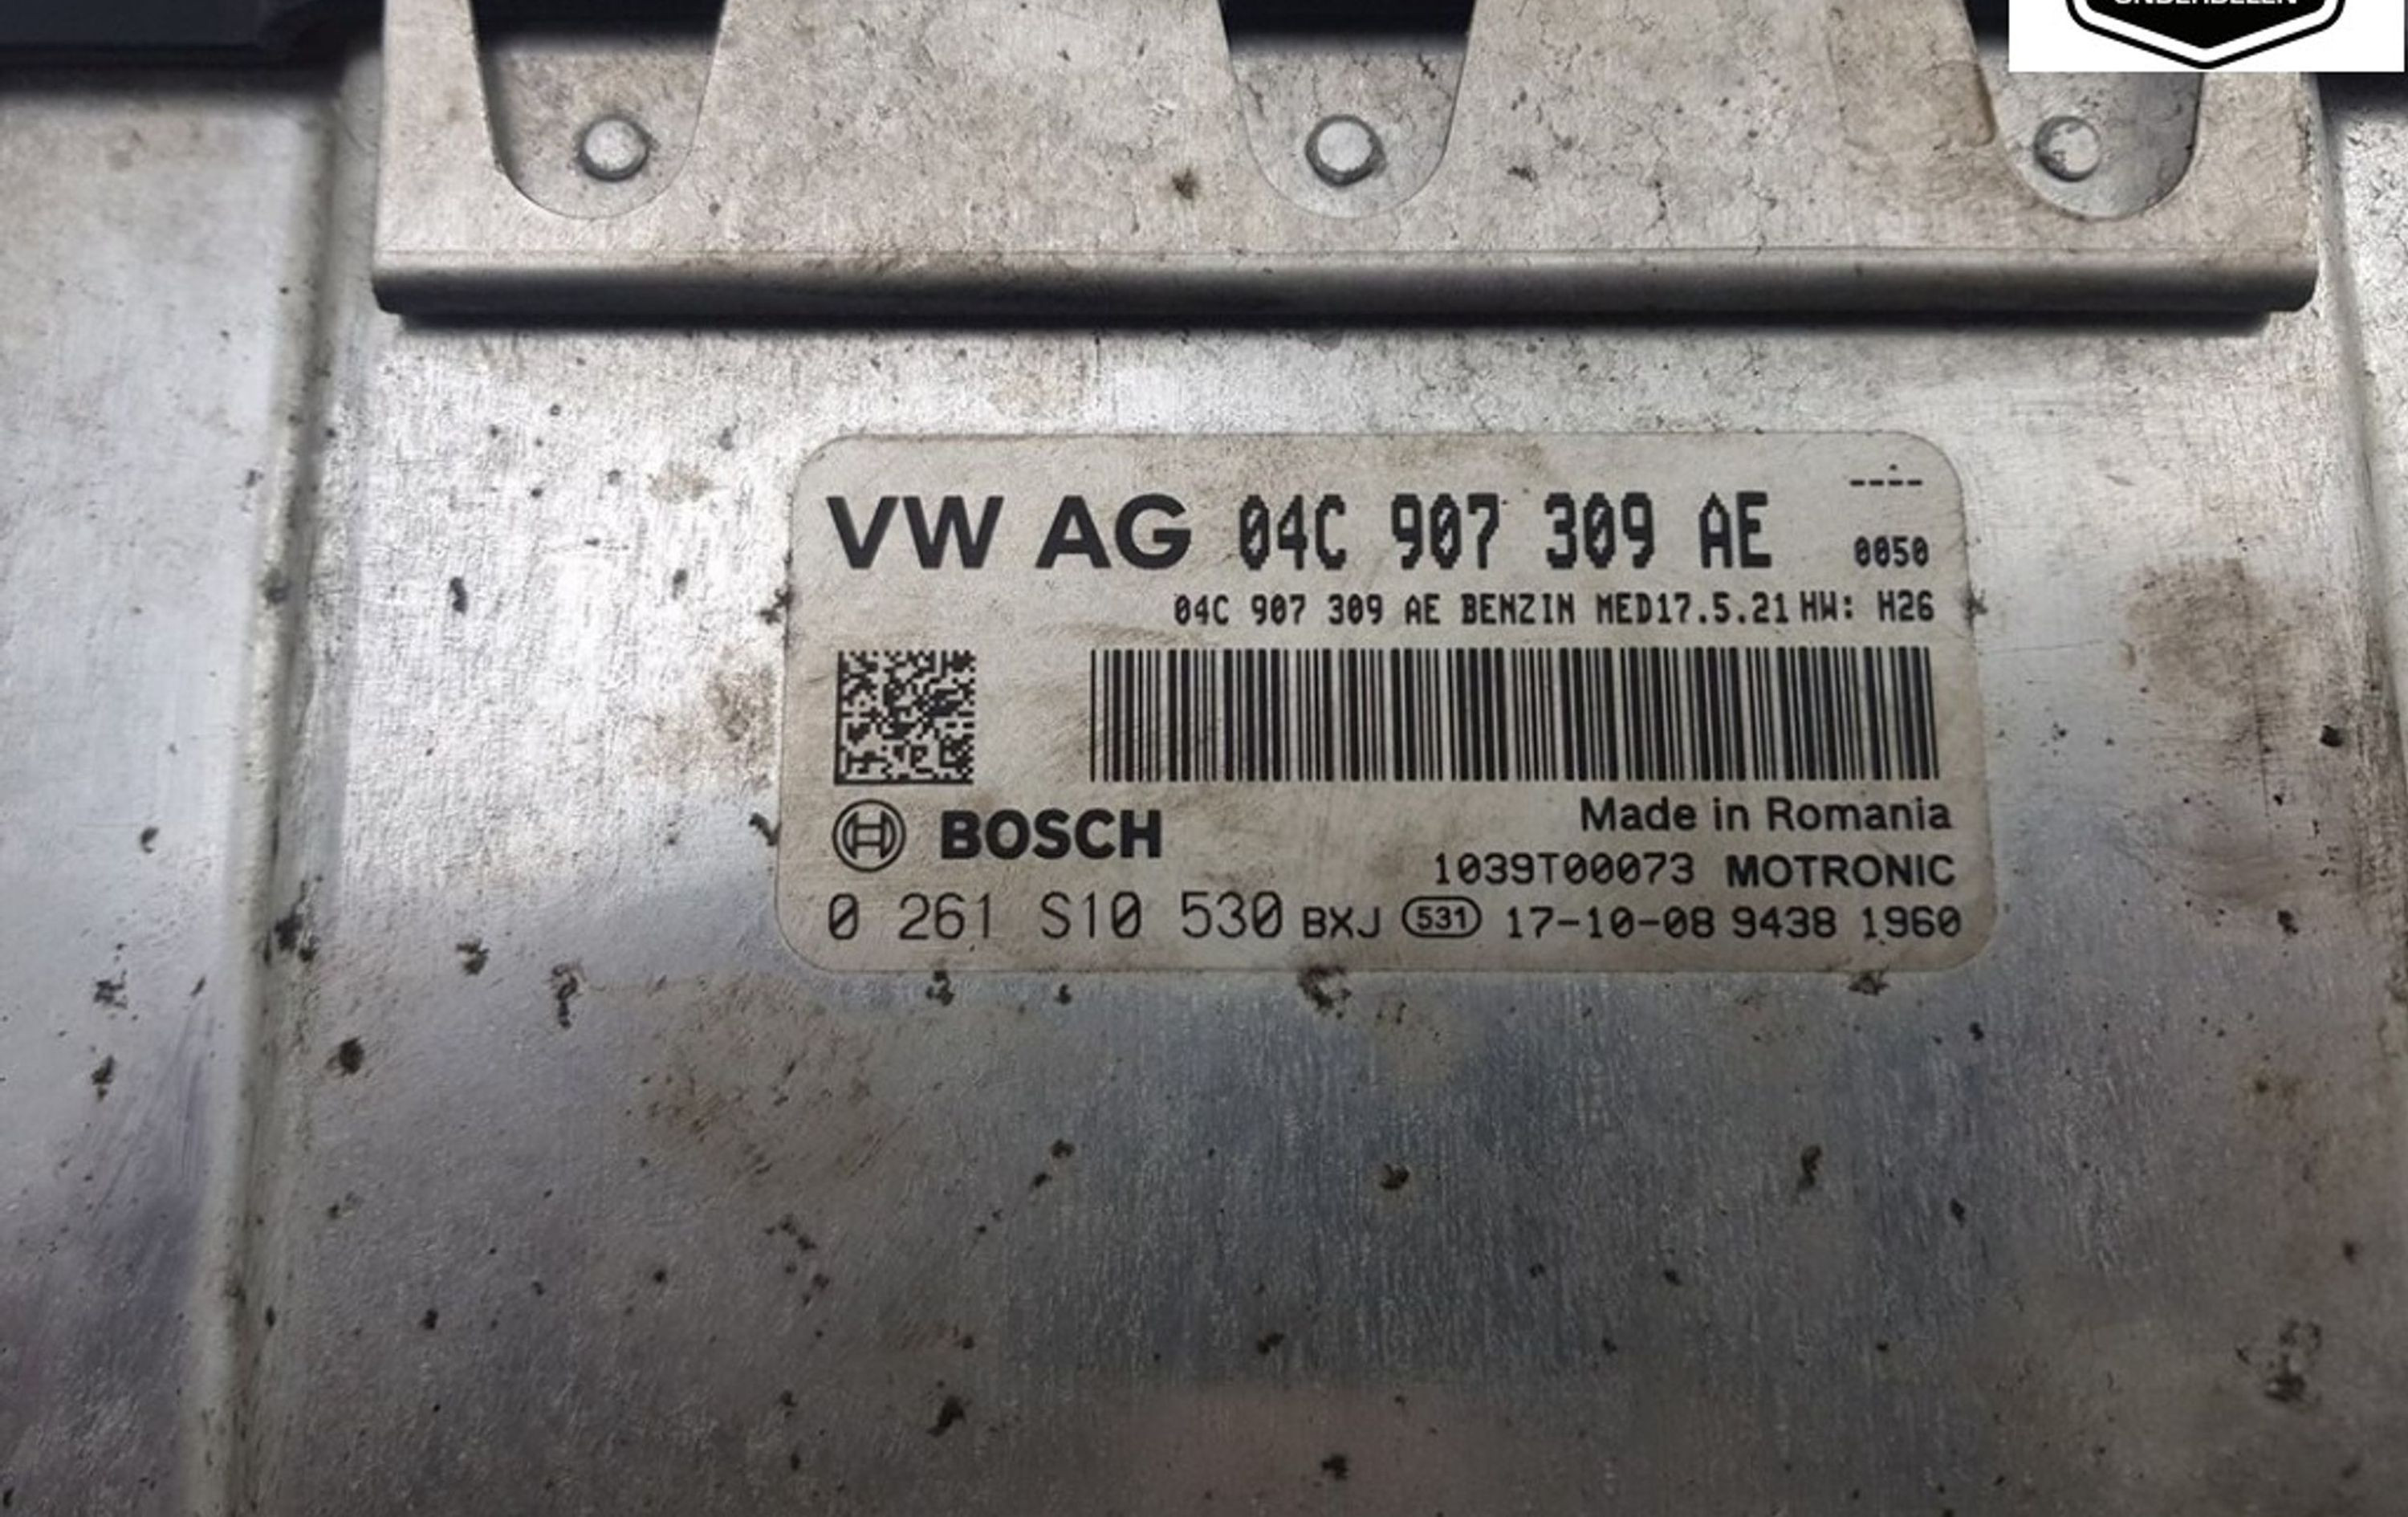 ONDERDELEN
----
VW AG 04C 907 309 AE 0050
04C 907 309 AE BENZIN MED17.5.21 HW: H26
BOSCH
Made in Romania
1039T00073 MOTRONIC
0 261 S10 530 BXJ 531 17-10-08 9438 1960